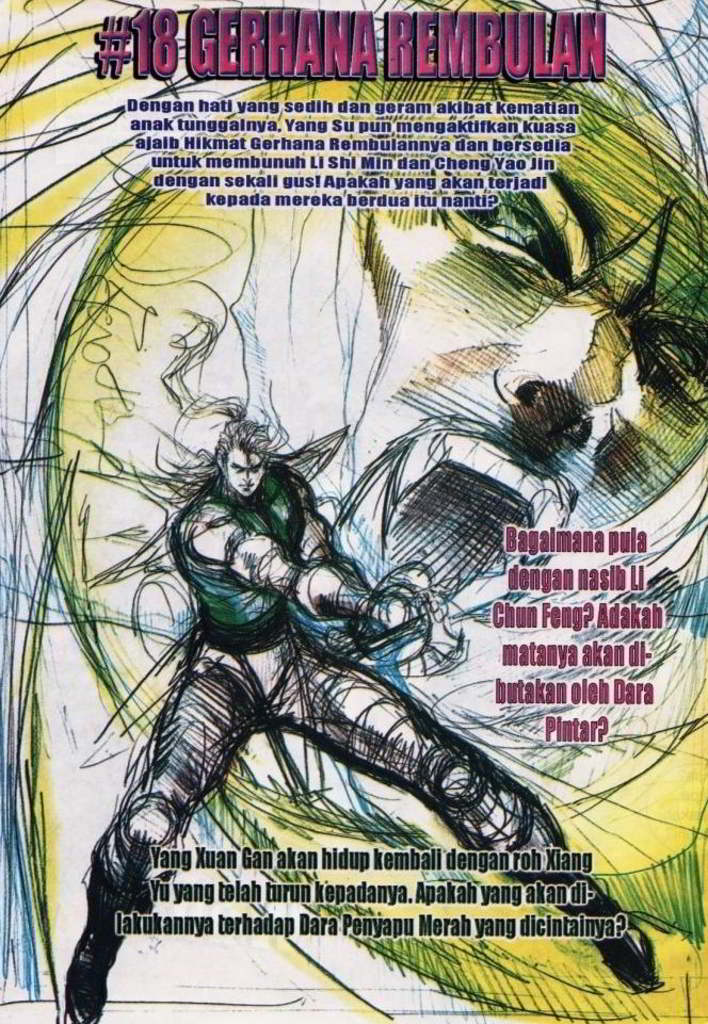 #18 GERHANA REMBULAN
Dengan hati yang sedih dan geram akibat kematian
anak tunggalnya, Yang Su pun mengaktifkan kuasa
ajaib Hikmat Gerhana Rembulannya dan bersedia
untuk membunuh Li Shi Min dan Cheng Yao Jin
dengan sekali gus! Apakah yang akan terjadi
kepada mereka berdua itu nanti?
Bagaimana pula
dengan nasib Li
Chun Feng? Adakah
matanya akan di-
butakan oleh Dara
Pintar?
Yang Xuan Gan akan hidup kembali dengan roh Xiang
Yu yang telah turun kepadanya. Apakah yang akan di-
lakukannya terhadap Dara Penyapu Merah yang dicintainya?